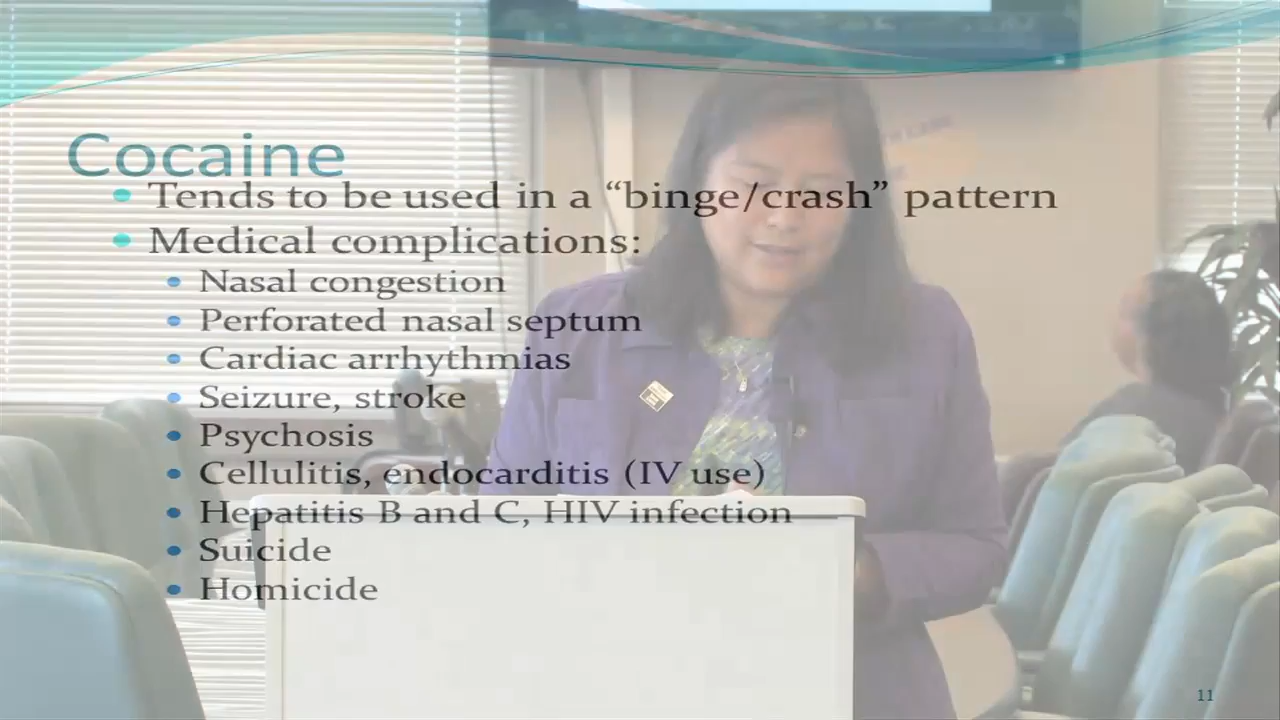 Cocaine
Tends to be used in a “binge/crash” pattern
Medical complications:
Nasal congestion
Perforated nasal septum
Cardiac arrhythmias
Seizure, stroke
Psychosis
Cellulitis, endocarditis (IV use)
Hepatitis B and C, HIV infection
Suicide
Homicide
11